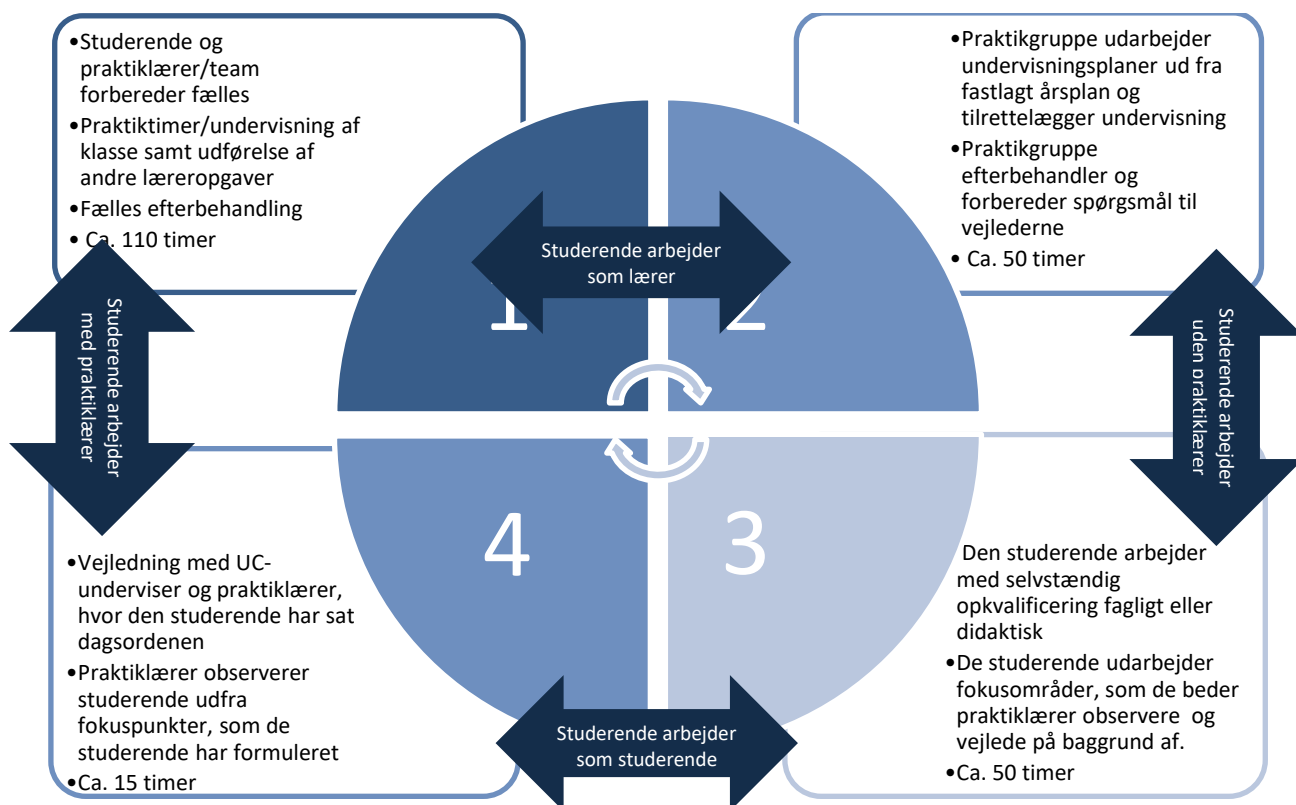 •Studerende og
praktiklærer/team
forbereder fælles
•Praktiktimer/undervisning af
klasse samt udførelse af
andre læreropgaver
•Fælles efterbehandling
• Ca. 110 timer
•Praktikgruppe udarbejder
undervisningsplaner ud fra
fastlagt årsplan og
tilrettelægger undervisning
•Praktikgruppe
efterbehandler og
forbereder spørgsmål til
vejlederne
• Ca. 50 timer
Studerende arbejder
som lærer
1
2
Studerende arbejder
med praktiklærer
Studerende arbejder
uden praktiklærer
4
3
•Vejledning med UC-
underviser og praktiklærer,
hvor den studerende har sat
dagsordenen
•Praktiklærer observerer
studerende udfra
fokuspunkter, som de
studerende har formuleret
•Ca. 15 timer
Den studerende arbejder
med selvstændig
opkvalificering fagligt eller
didaktisk
•De studerende udarbejder
fokusområder, som de beder
praktiklærer observere og
vejlede på baggrund af.
•Ca. 50 timer
Studerende arbejder
som studerende